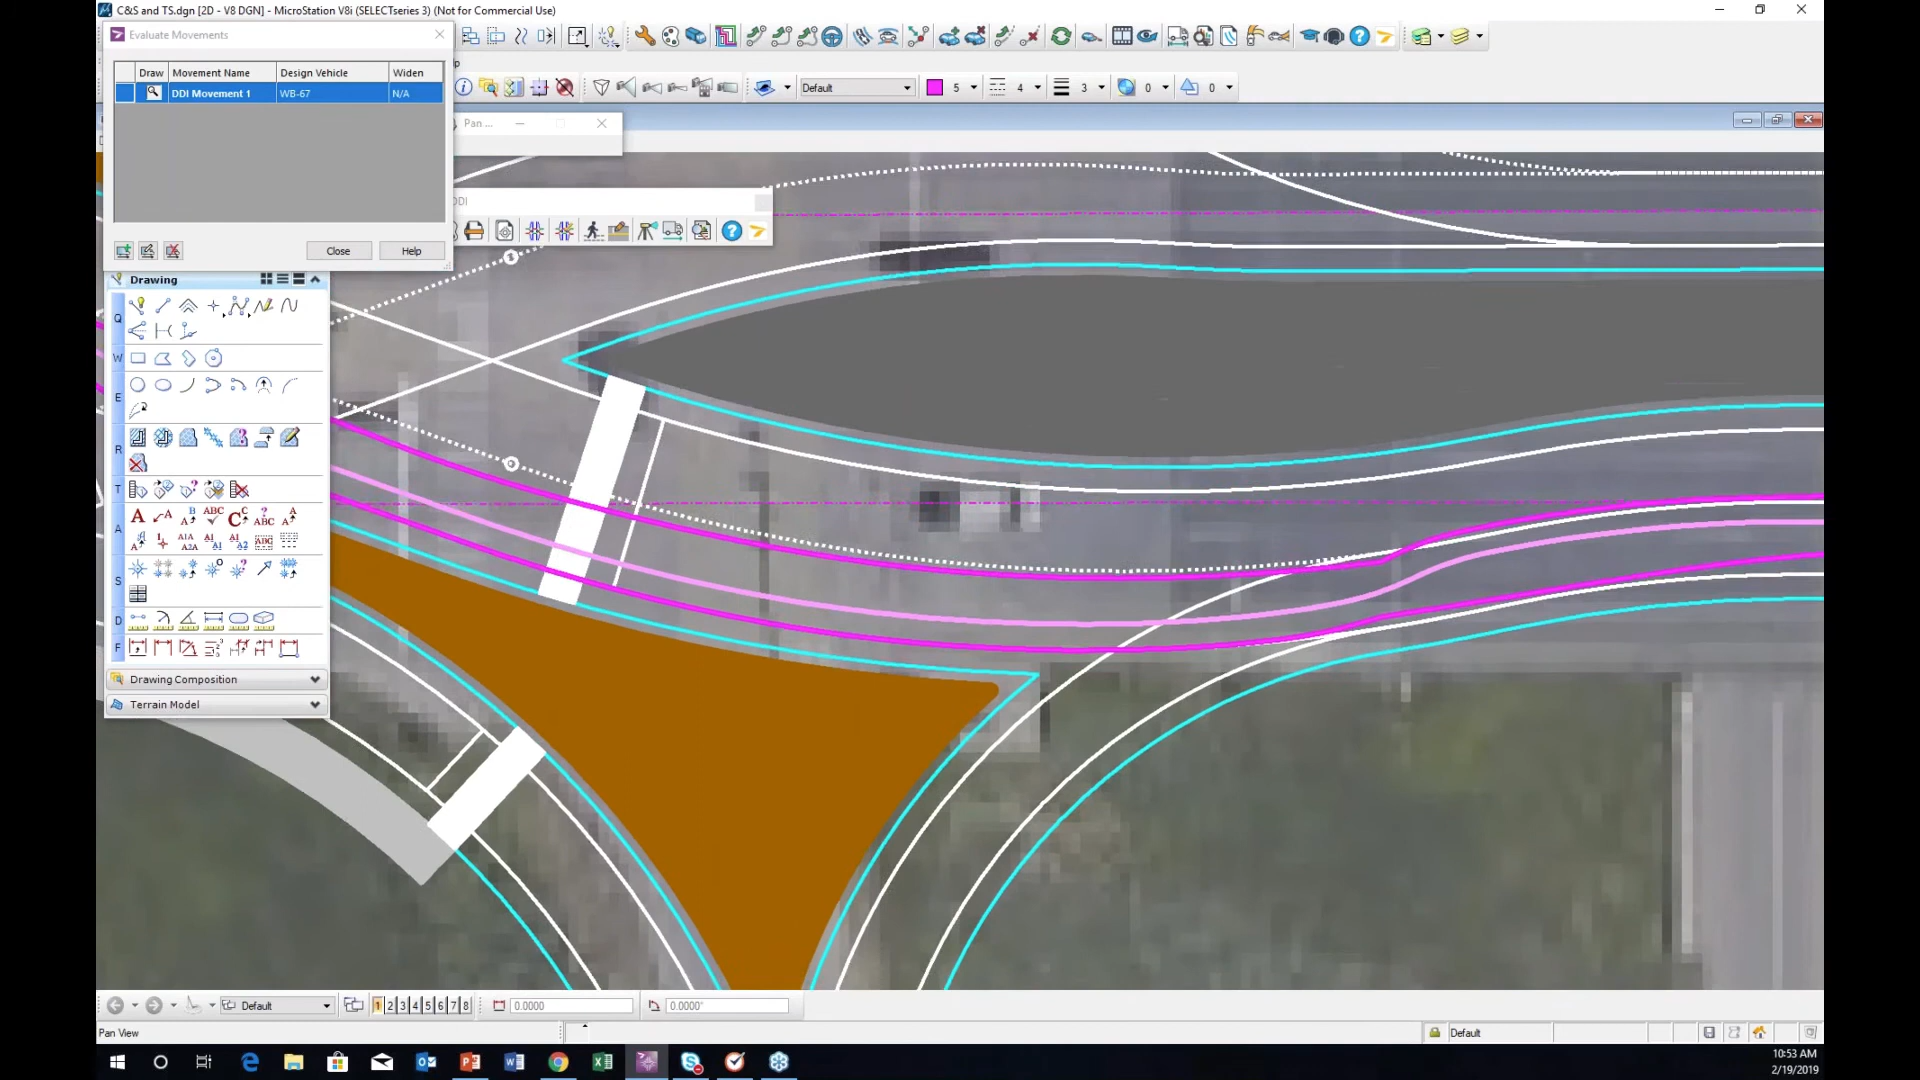 C&S and TS.dgn [2D - V8 DGN] - MicroStation V8i (SELECTseries 3) (Not for Commercial Use)
Evaluate Movements
Draw Movement Name Design Vehicle Widen
DDI Movement 1 WB-67 N/A
Close Help
Default 5 4 3 0 0
Pan ...
DDI
Drawing
Q
W
E
R
T
A
S
D
F
Drawing Composition
Terrain Model
Default 1 2 3 4 5 6 7 8 0.0000 0.0000°
Pan View Default
10:53 AM
2/19/2019